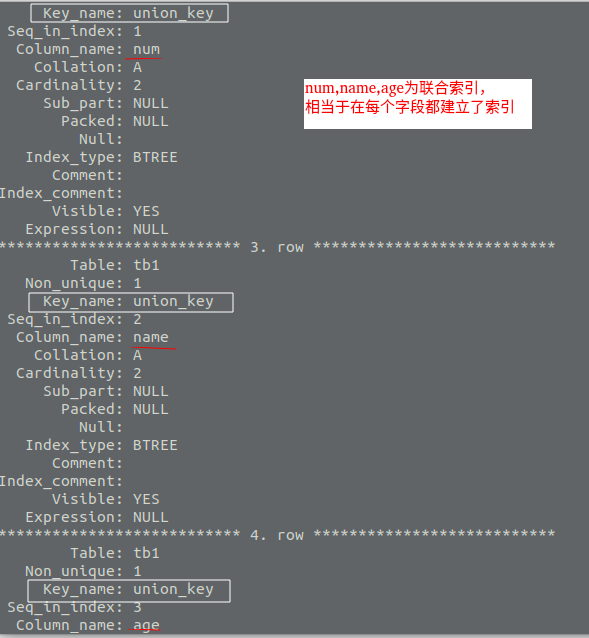 Key_name: union_key
Seq_in_index: 1
Column_name: num
Collation: A
Cardinality: 2
Sub_part: NULL
Packed: NULL
Null:
Index_type: BTREE
Comment:
Index_comment:
Visible: YES
Expression: NULL
num,name,age为联合索引，
相当于在每个字段都建立了索引
*************************** 3. row ***************************
Table: tb1
Non_unique: 1
Key_name: union_key
Seq_in_index: 2
Column_name: name
Collation: A
Cardinality: 2
Sub_part: NULL
Packed: NULL
Null:
Index_type: BTREE
Comment:
Index_comment:
Visible: YES
Expression: NULL
*************************** 4. row ***************************
Table: tb1
Non_unique: 1
Key_name: union_key
Seq_in_index: 3
Column_name: age